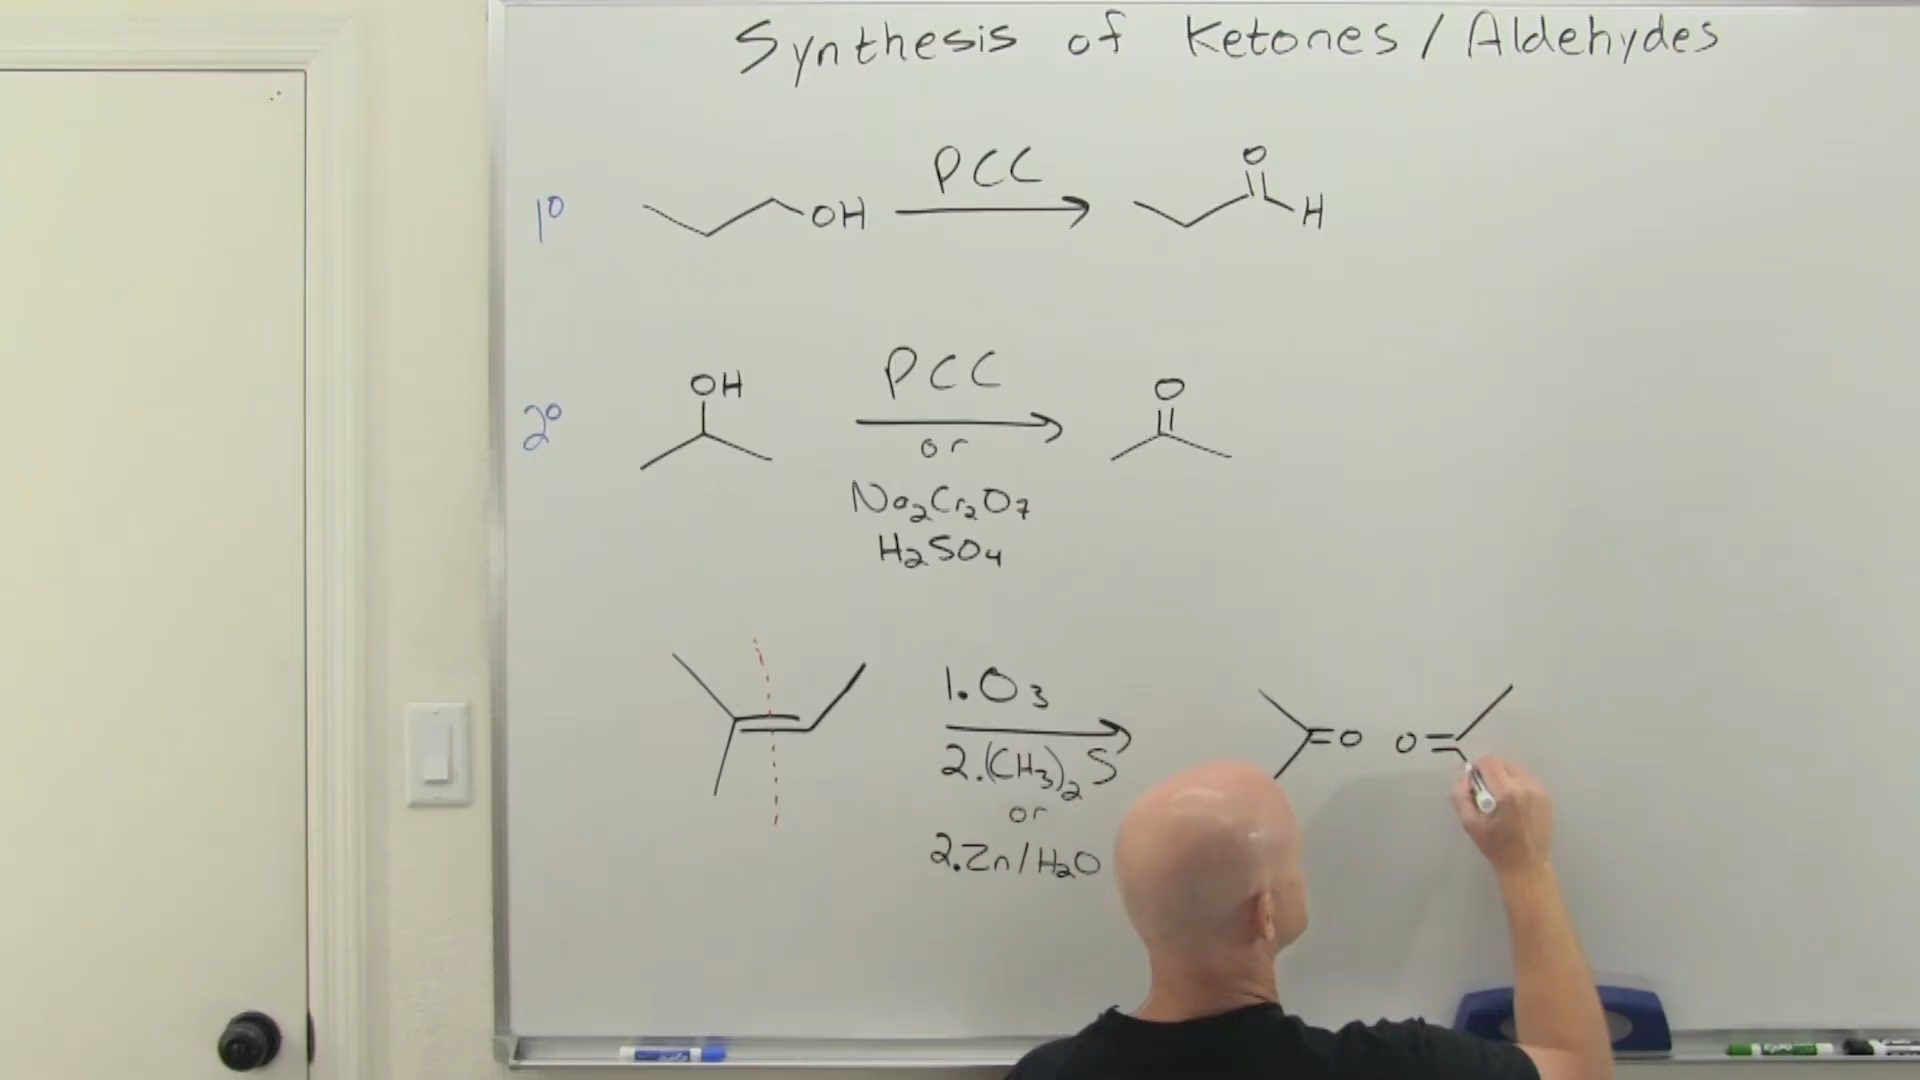 Synthesis of Ketones / Aldehydes
1° OH PCC O H
2° OH PCC O
or
Na₂Cr₂O₇
H₂SO₄
1. O₃
=O O=
2. (CH₃)₂S
or
2. Zn/H₂O